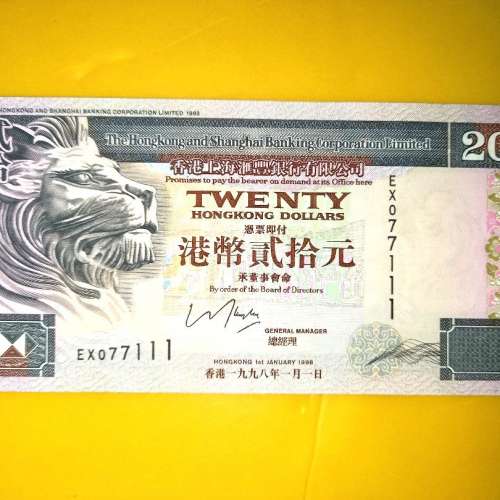 HONGKONG AND SHANGHAI BANKING CORPORATION LIMITED 1993
The Hongkong and Shanghai Banking Corporation Limited
20
香港上海滙豐銀行有限公司
Promises to pay the bearer on demand at its Office here
TWENTY
HONGKONG DOLLARS
憑票即付
港幣貳拾元
承董事會命
By order of the Board of Directors
GENERAL MANAGER
總經理
EX077111
EX077111
HONGKONG 1st JANUARY 1998
香港一九九八年一月一日